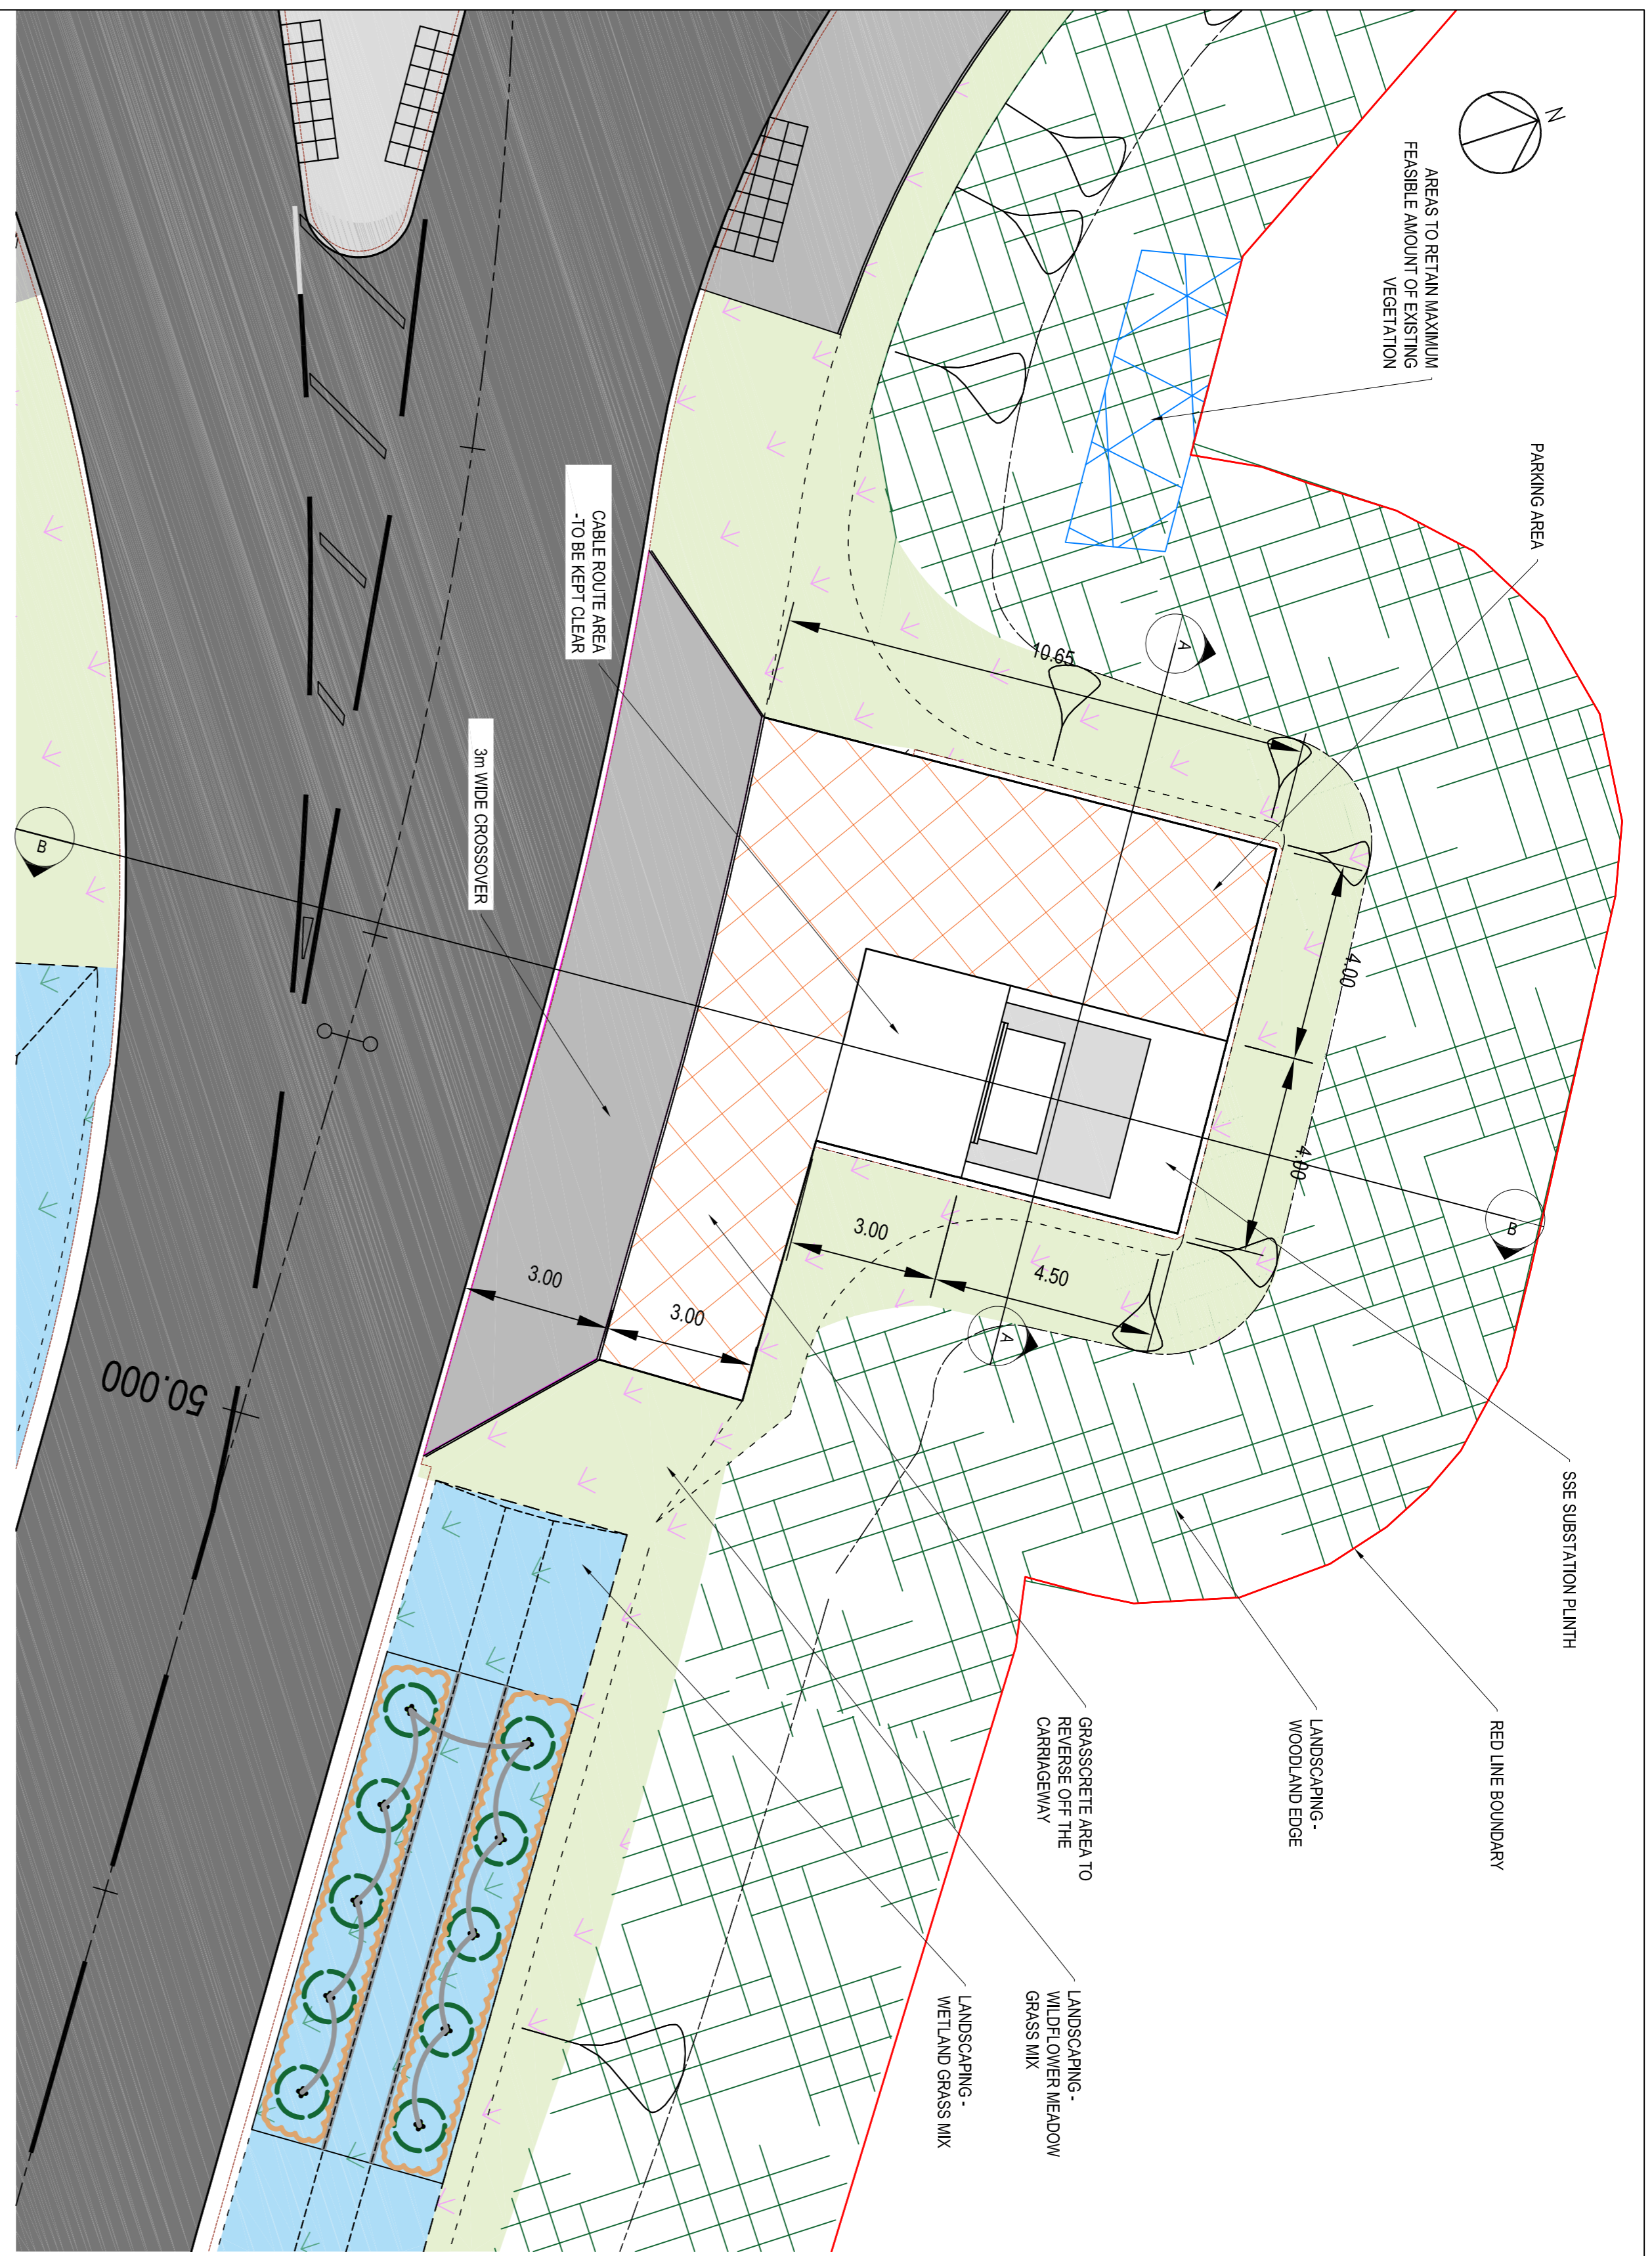 N
AREAS TO RETAIN MAXIMUM
FEASIBLE AMOUNT OF EXISTING
VEGETATION
PARKING AREA
CABLE ROUTE AREA
-TO BE KEPT CLEAR
3m WIDE CROSSOVER
10.65
A
4.00
4.00
B
B
3.00
4.50
A
3.00
3.00
50.000
SSE SUBSTATION PLINTH
RED LINE BOUNDARY
LANDSCAPING -
WOODLAND EDGE
GRASSCRETE AREA TO
REVERSE OFF THE
CARRIAGEWAY
LANDSCAPING -
WILDFLOWER MEADOW
GRASS MIX
LANDSCAPING -
WETLAND GRASS MIX